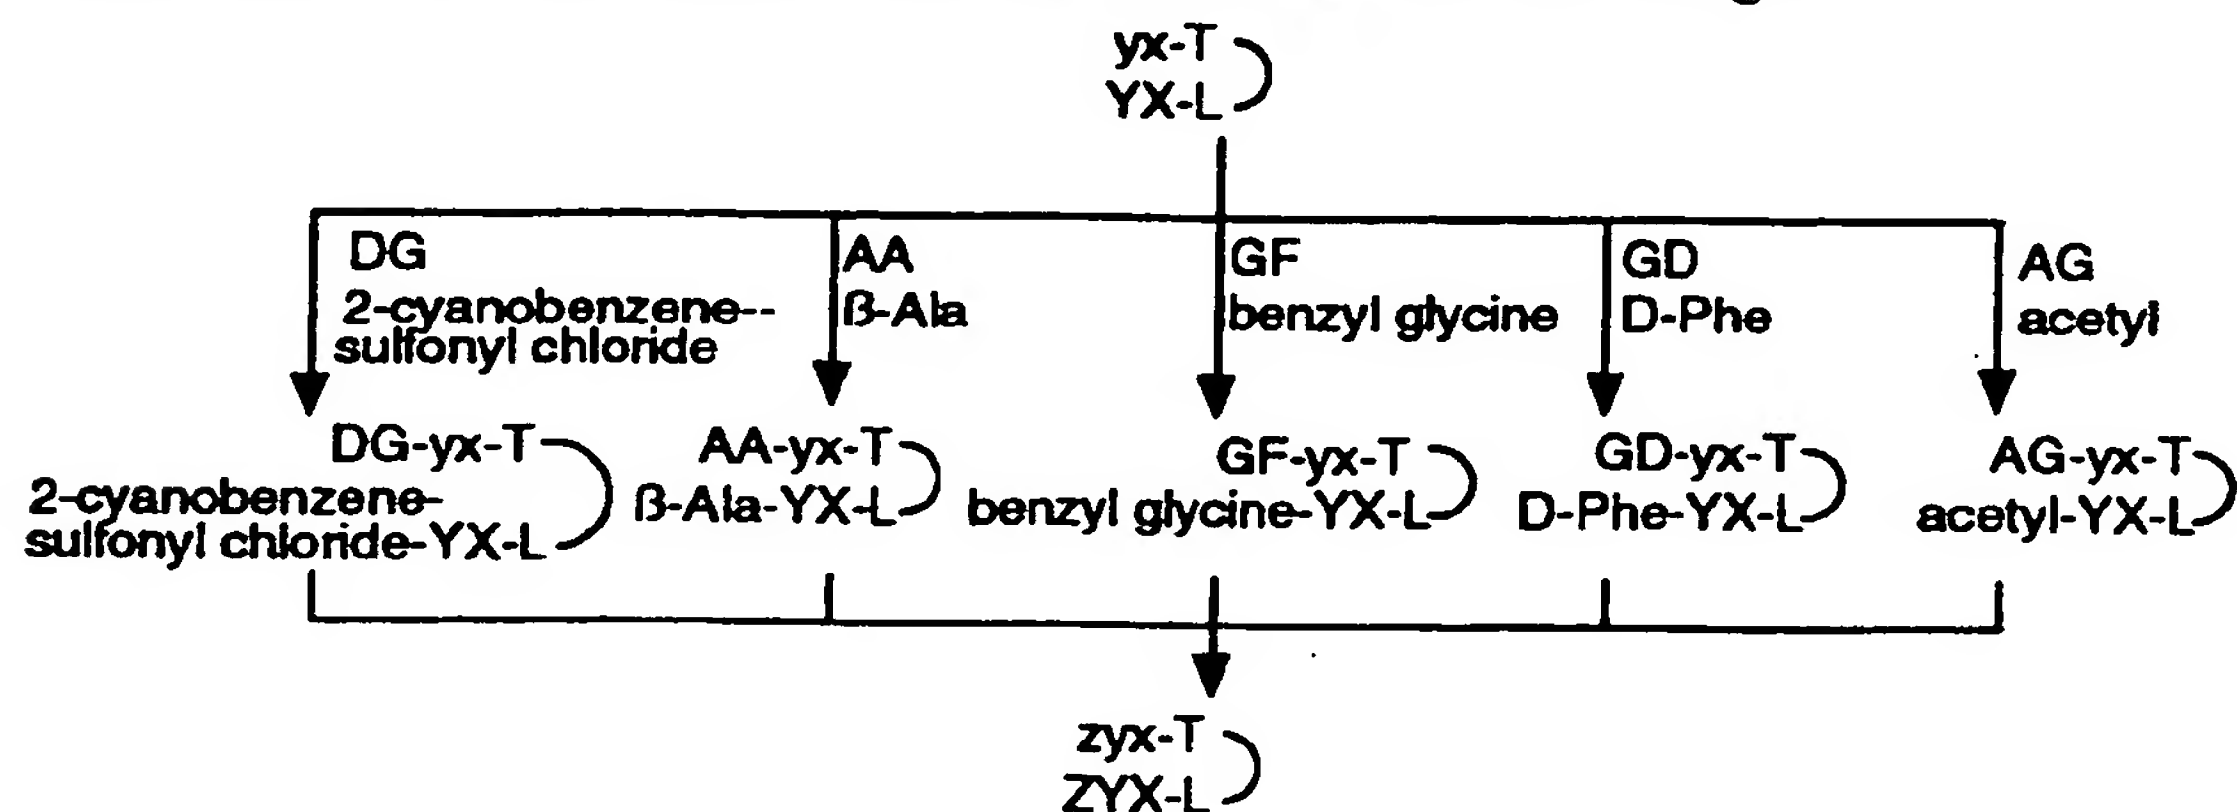 yx-T
YX-L
DG
2-cyanobenzene--
sulfonyl chloride
AA
ß-Ala
GF
benzyl glycine
GD
D-Phe
AG
acetyl
DG-yx-T
2-cyanobenzene-
sulfonyl chloride-YX-L
AA-yx-T
ß-Ala-YX-L
GF-yx-T
benzyl glycine-YX-L
GD-yx-T
D-Phe-YX-L
AG-yx-T
acetyl-YX-L
zyx-T
ZYX-L